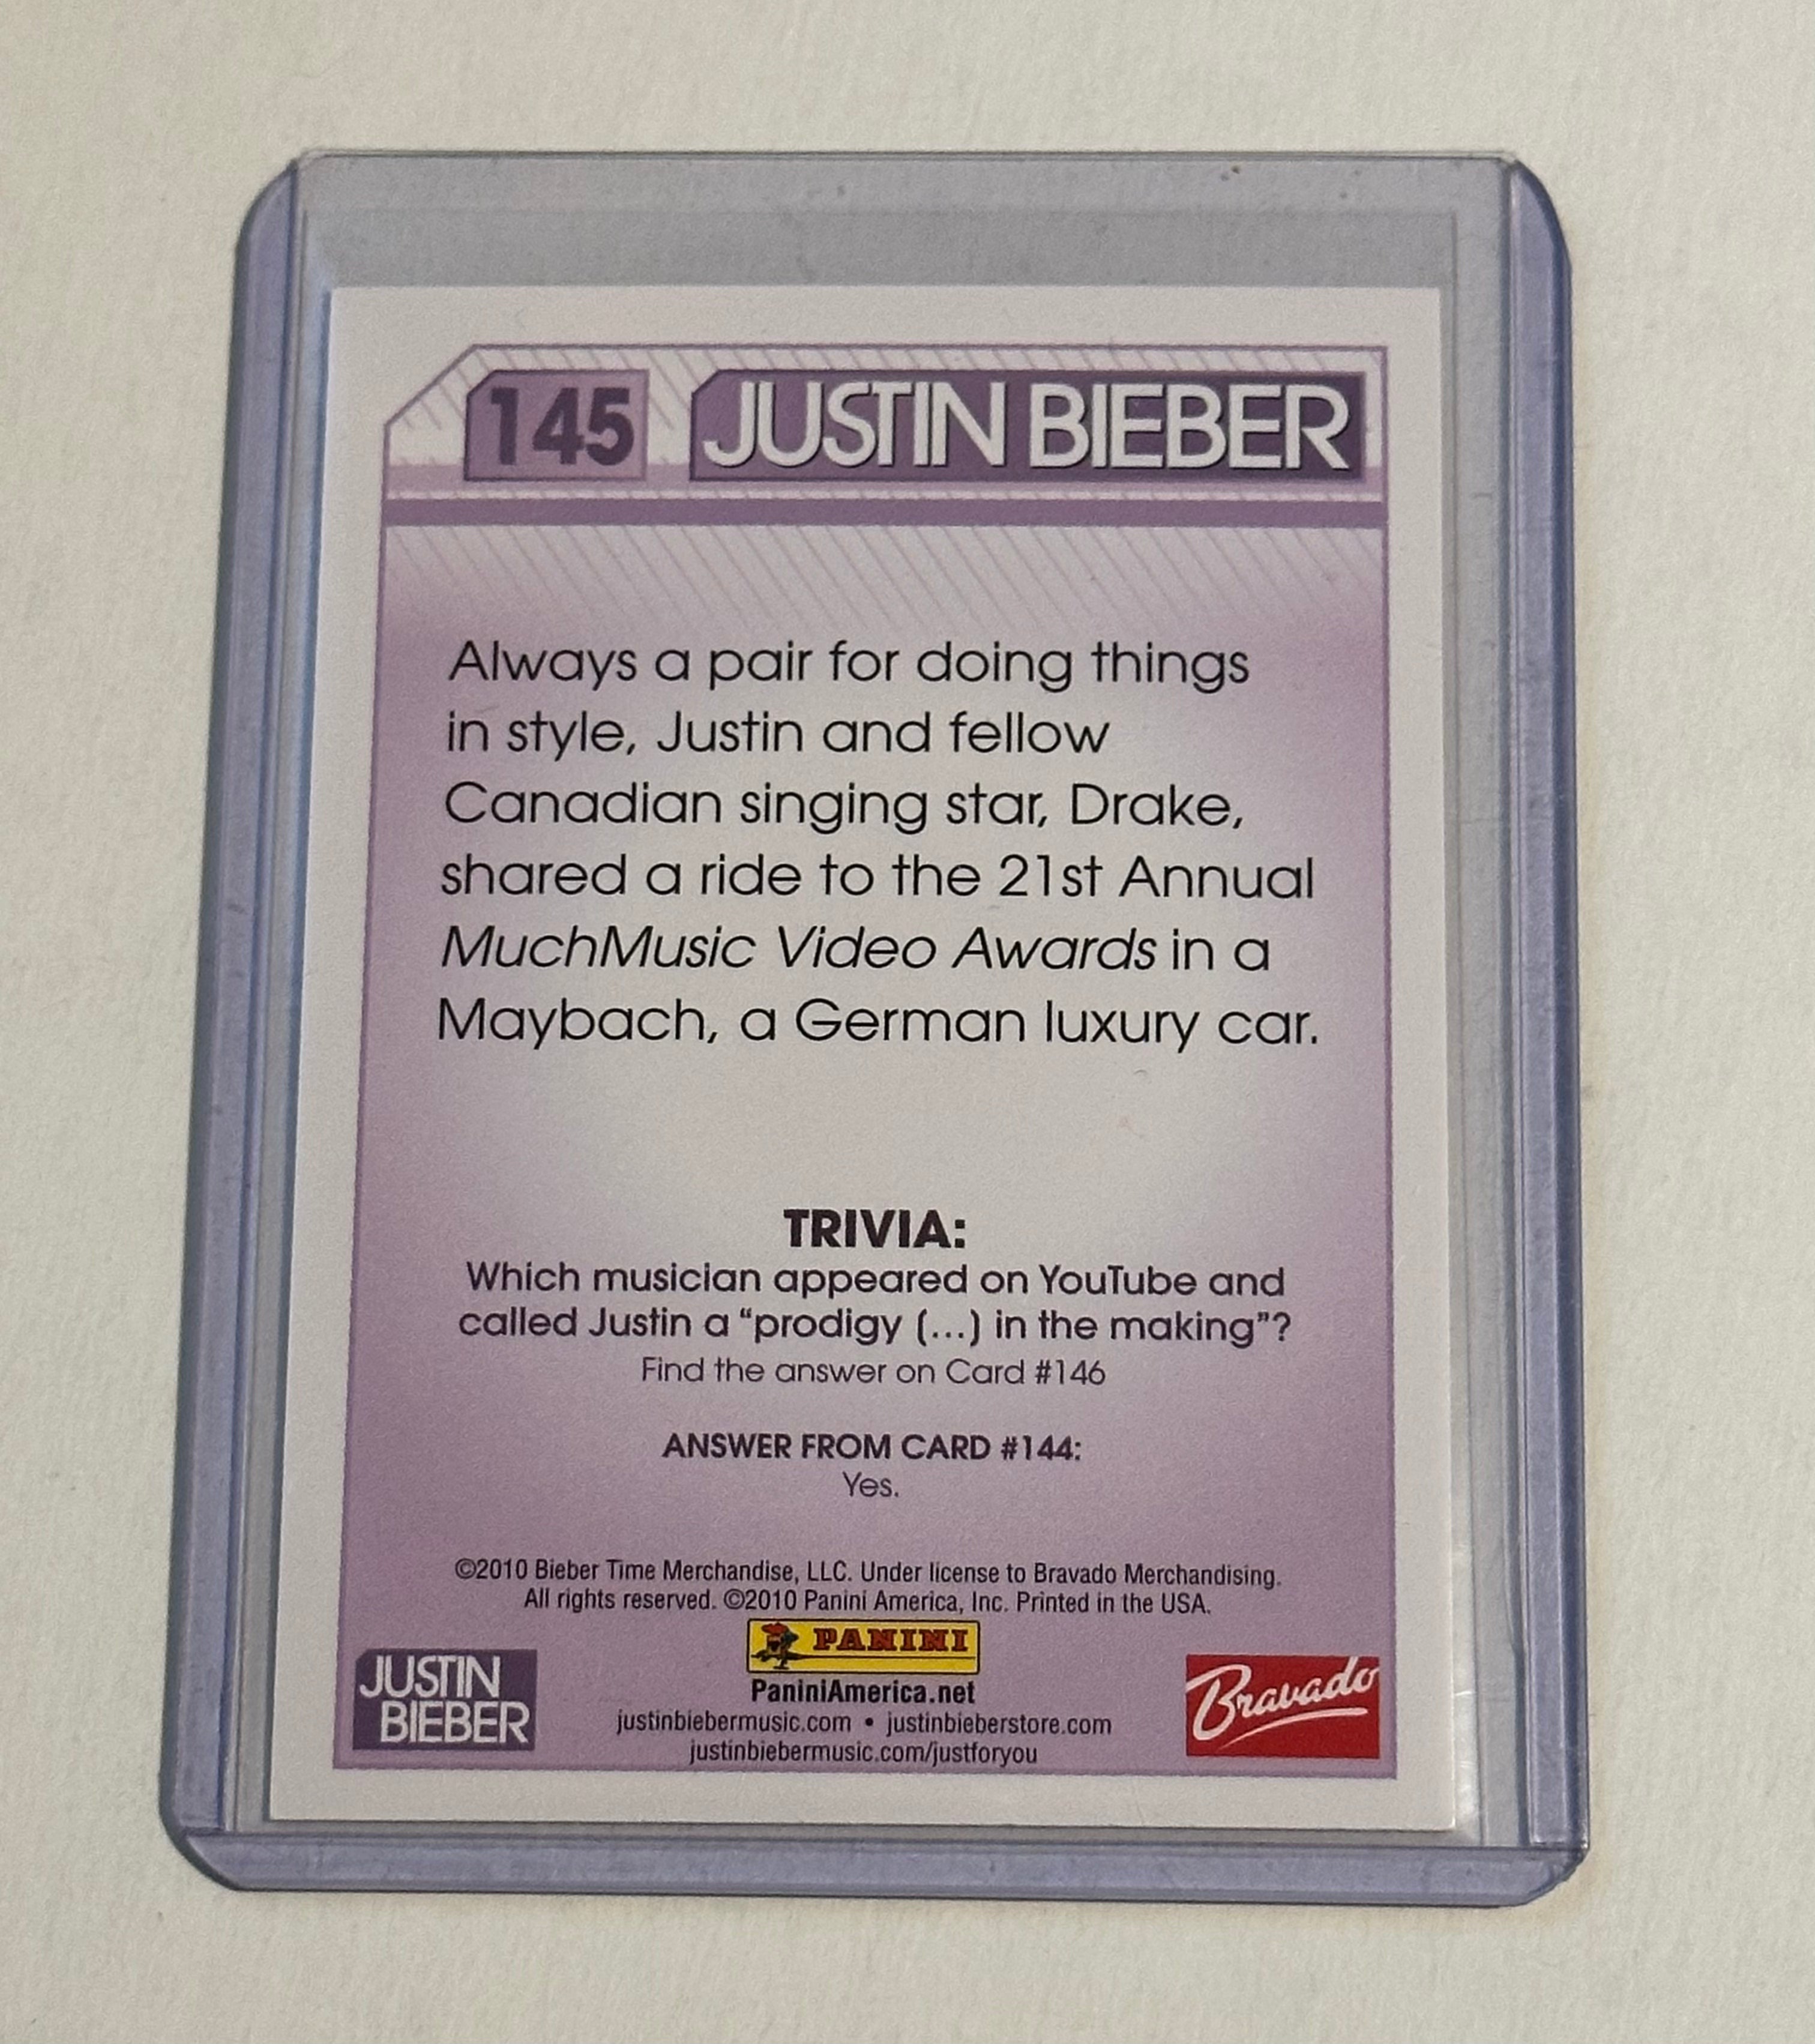 145 JUSTIN BIEBER
Always a pair for doing things
in style, Justin and fellow
Canadian singing star, Drake,
shared a ride to the 21st Annual
MuchMusic Video Awards in a
Maybach, a German luxury car.
TRIVIA:
Which musician appeared on YouTube and
called Justin a “prodigy (...) in the making”?
Find the answer on Card #146
ANSWER FROM CARD #144:
Yes.
©2010 Bieber Time Merchandise, LLC. Under license to Bravado Merchandising.
All rights reserved. ©2010 Panini America, Inc. Printed in the USA.
PANINI
PaniniAmerica.net
justinbiebermusic.com • justinbieberstore.com
justinbiebermusic.com/justforyou
JUSTIN
BIEBER
Bravado